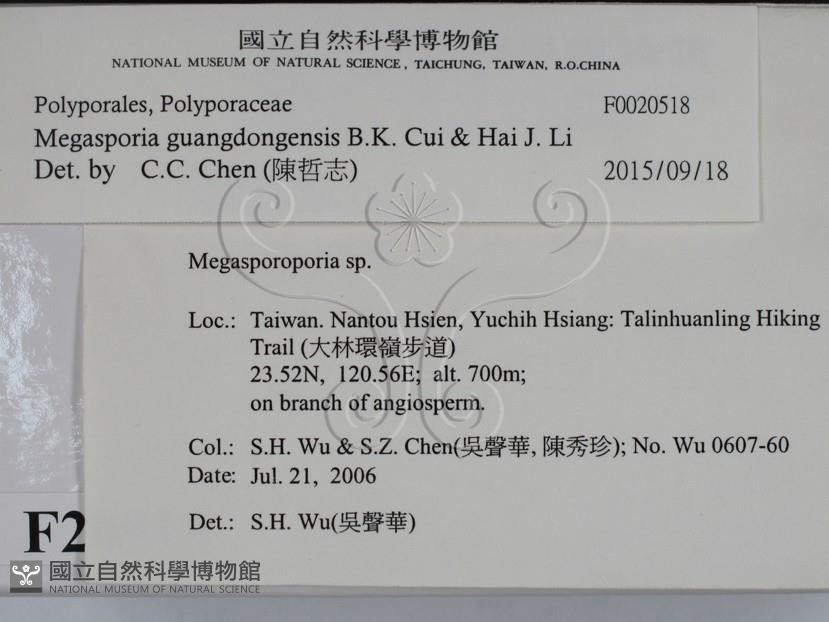 國立自然科學博物館
NATIONAL MUSEUM OF NATURAL SCIENCE, TAICHUNG, TAIWAN, R.O.CHINA
Polyporales, Polyporaceae F0020518
Megasporia guangdongensis B.K. Cui & Hai J. Li
Det. by C.C. Chen (陳哲志) 2015/09/18
Megasporoporia sp.
Loc.: Taiwan. Nantou Hsien, Yuchih Hsiang: Talinhuanling Hiking
Trail (大林環嶺步道)
23.52N, 120.56E; alt. 700m;
on branch of angiosperm.
Col.: S.H. Wu & S.Z. Chen(吳聲華, 陳秀珍); No. Wu 0607-60
Date: Jul. 21, 2006
Det.: S.H. Wu(吳聲華)
F2
國立自然科學博物館
NATIONAL MUSEUM OF NATURAL SCIENCE